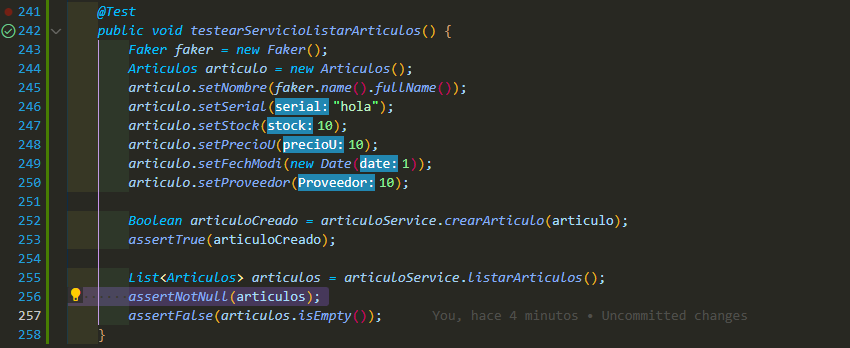 241 @Test
242 public void testearServicioListarArticulos() {
243 Faker faker = new Faker();
244 Articulos articulo = new Articulos();
245 articulo.setNombre(faker.name().fullName());
246 articulo.setSerial(serial:"hola");
247 articulo.setStock(stock:10);
248 articulo.setPrecioU(precioU:10);
249 articulo.setFechModi(new Date(date:1));
250 articulo.setProveedor(Proveedor:10);
251
252 Boolean articuloCreado = articuloService.crearArticulo(articulo);
253 assertTrue(articuloCreado);
255 List<Articulos> articulos = articuloService.listarArticulos();
256 assertNotNull(articulos);
257 assertFalse(articulos.isEmpty()); You, hace 4 minutos • Uncommitted changes
258 }